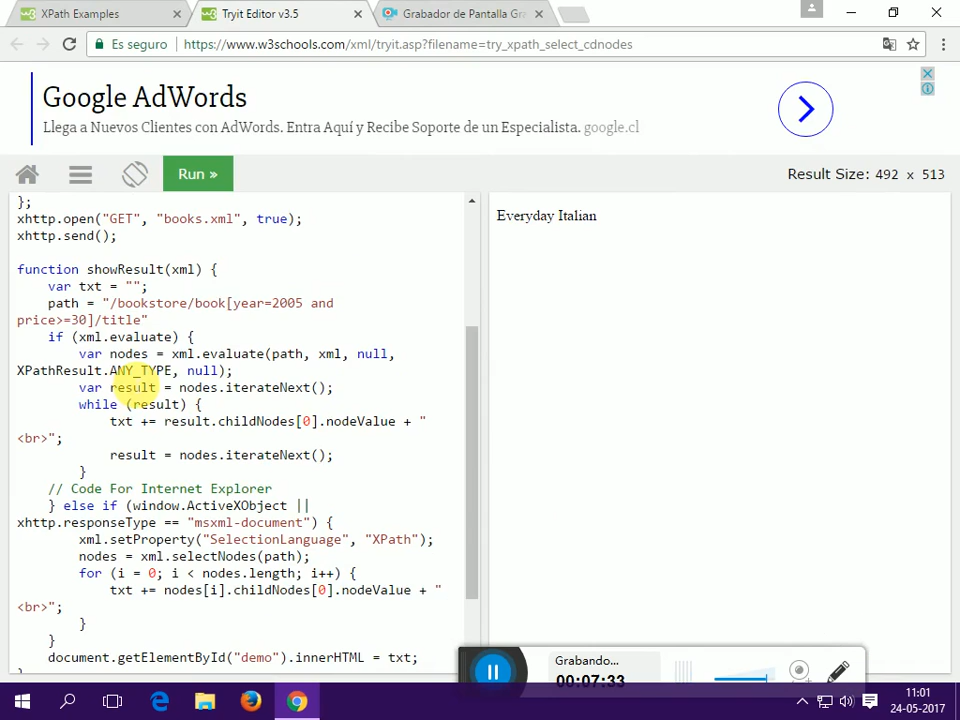 XPath Examples
Tryit Editor v3.5
Grabador de Pantalla Gra
Es seguro
https://www.w3schools.com/xml/tryit.asp?filename=try_xpath_select_cdnodes
Google AdWords
Llega a Nuevos Clientes con AdWords. Entra Aquí y Recibe Soporte de un Especialista. google.cl
Run »
Result Size: 492 x 513
};
xhttp.open("GET", "books.xml", true);
xhttp.send();
function showResult(xml) {
var txt = "";
path = "/bookstore/book[year=2005 and
price>=30]/title"
if (xml.evaluate) {
var nodes = xml.evaluate(path, xml, null,
XPathResult.ANY_TYPE, null);
var result = nodes.iterateNext();
while (result) {
txt += result.childNodes[0].nodeValue + "
<br>";
result = nodes.iterateNext();
}
// Code For Internet Explorer
} else if (window.ActiveXObject ||
xhttp.responseType == "msxml-document") {
xml.setProperty("SelectionLanguage", "XPath");
nodes = xml.selectNodes(path);
for (i = 0; i < nodes.length; i++) {
txt += nodes[i].childNodes[0].nodeValue + "
<br>";
}
}
document.getElementById("demo").innerHTML = txt;
Everyday Italian
Grabando...
00:07:33
11:01
24-05-2017